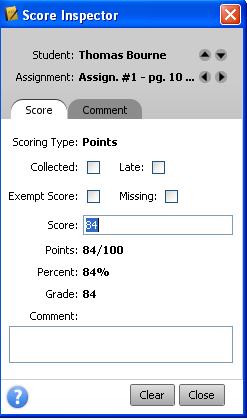 Score Inspector
Student: Thomas Bourne
Assignment: Assign. #1 - pg. 10 ...
Score Comment
Scoring Type: Points
Collected: Late:
Exempt Score: Missing:
Score: 84
Points: 84/100
Percent: 84%
Grade: 84
Comment:
? Clear Close